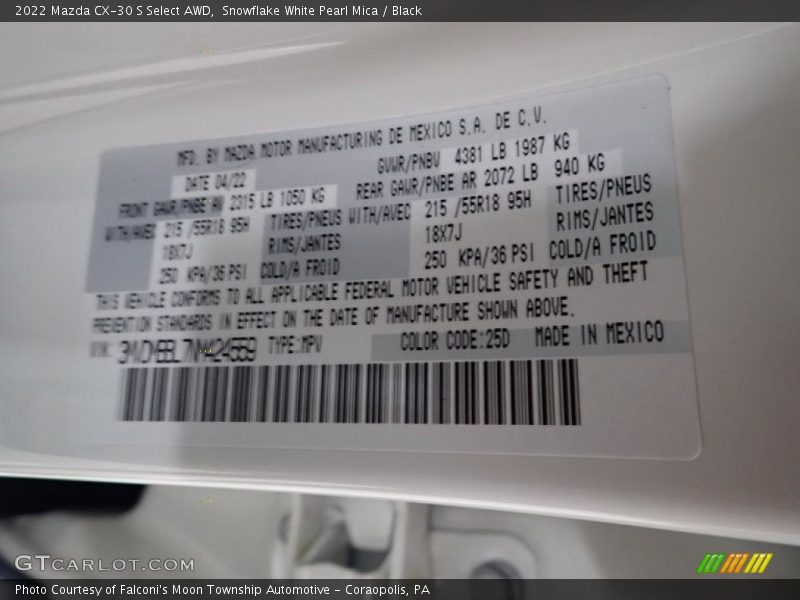 2022 Mazda CX-30 S Select AWD, Snowflake White Pearl Mica / Black
MFD. BY MAZDA MOTOR MANUFACTURING DE MEXICO S.A. DE C.V.
DATE 04/22 GVWR/PNBV 4381 LB 1987 KG
FRONT GAWR/PNBE AV 2315 LB 1050 KG REAR GAWR/PNBE AR 2072 LB 940 KG
WITH/AVEC 215 /55R18 95H TIRES/PNEUS WITH/AVEC 215 /55R18 95H TIRES/PNEUS
18X7J RIMS/JANTES 18X7J RIMS/JANTES
250 KPA/36 PSI COLD/A FROID 250 KPA/36 PSI COLD/A FROID
THIS VEHICLE CONFORMS TO ALL APPLICABLE FEDERAL MOTOR VEHICLE SAFETY AND THEFT
PREVENTION STANDARDS IN EFFECT ON THE DATE OF MANUFACTURE SHOWN ABOVE.
VIN: TYPE:MPV COLOR CODE:25D MADE IN MEXICO
GTCARLOT.COM
Photo Courtesy of Falconi's Moon Township Automotive - Coraopolis, PA